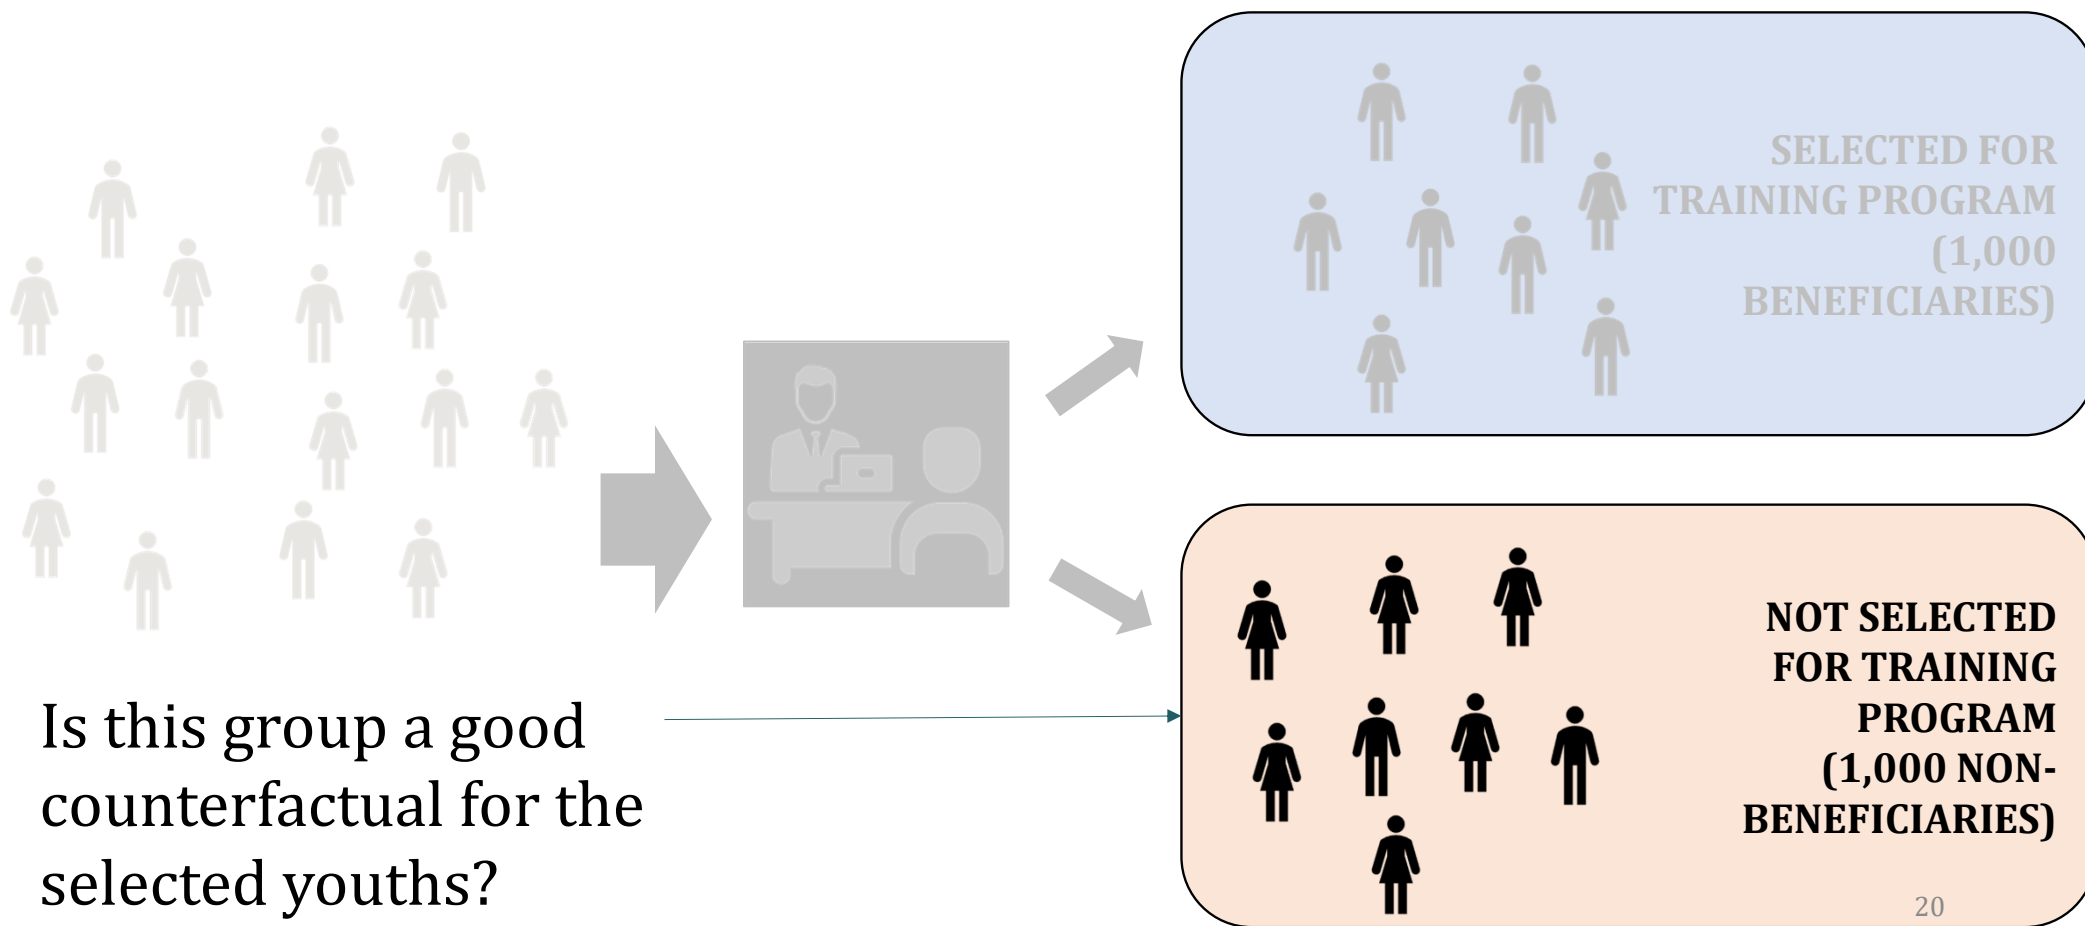 SELECTED FOR
TRAINING PROGRAM
(1,000
BENEFICIARIES)
Is this group a good
counterfactual for the
selected youths?
NOT SELECTED
FOR TRAINING
PROGRAM
(1,000 NON-
BENEFICIARIES)
20